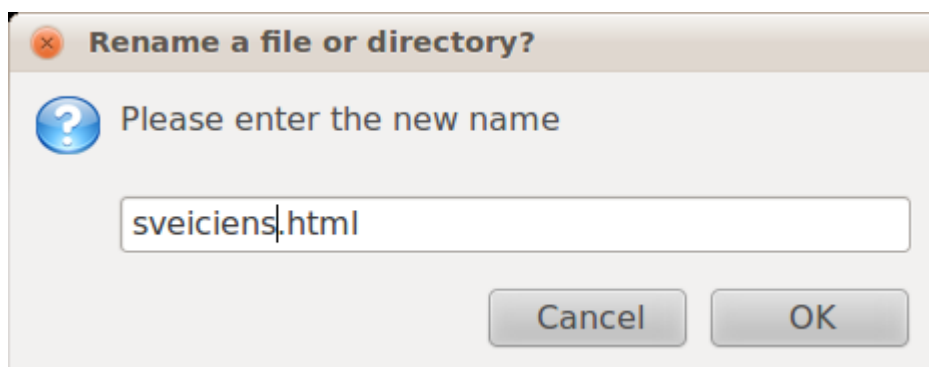 Rename a file or directory?
Please enter the new name
sveiciens.html
Cancel OK